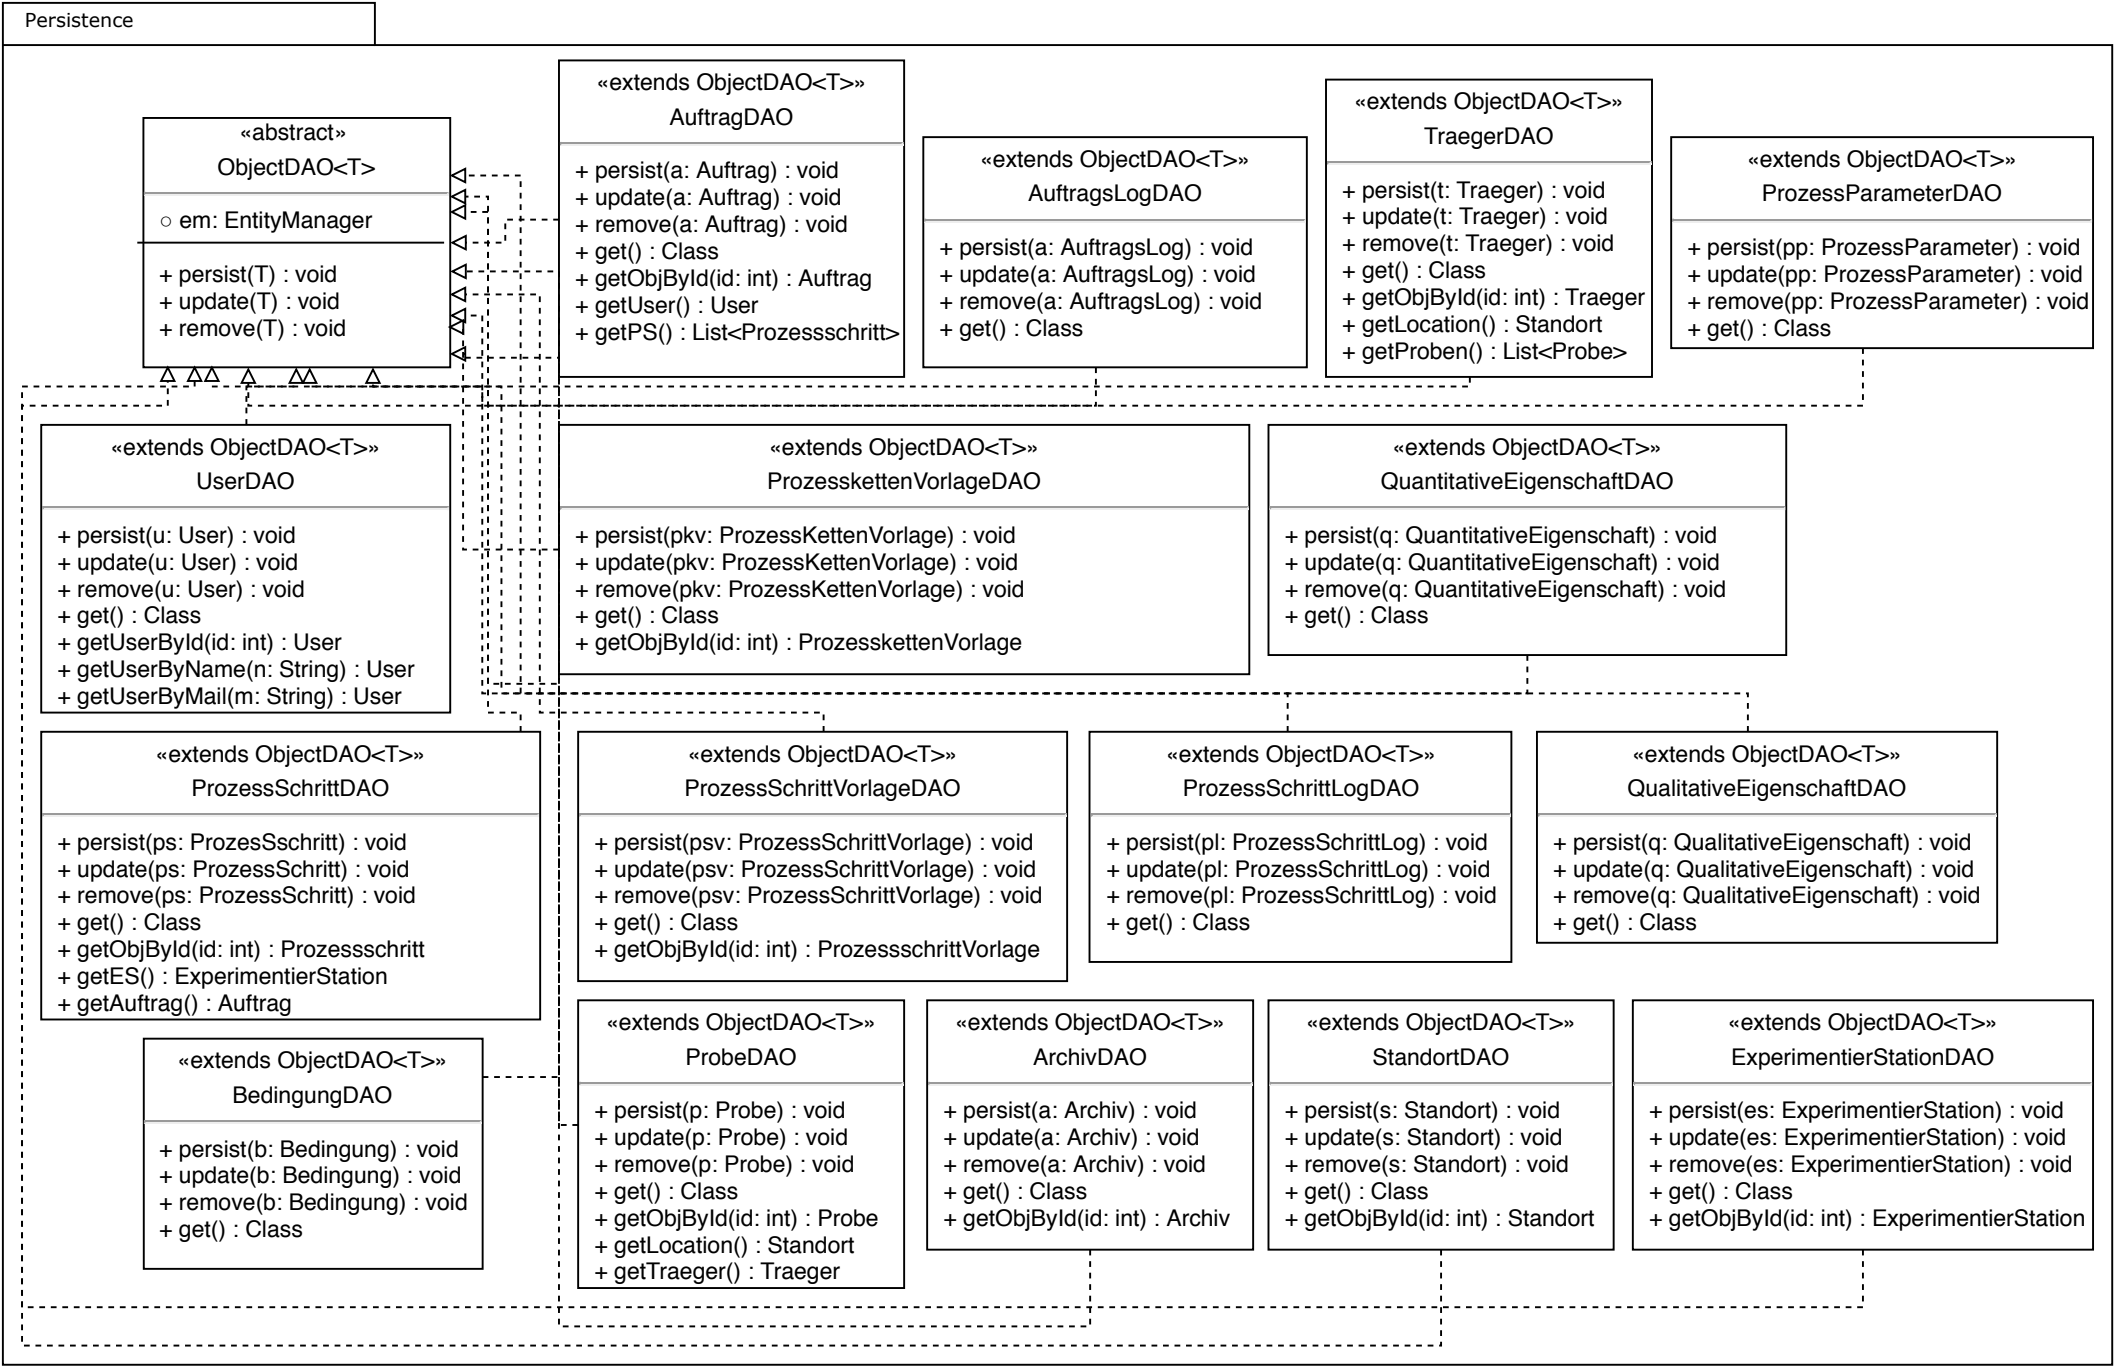 Persistence
«abstract»
ObjectDAO<T>
○ em: EntityManager
+ persist(T) : void
+ update(T) : void
+ remove(T) : void
«extends ObjectDAO<T>»
AuftragDAO
+ persist(a: Auftrag) : void
+ update(a: Auftrag) : void
+ remove(a: Auftrag) : void
+ get() : Class
+ getObjById(id: int) : Auftrag
+ getUser() : User
+ getPS() : List<Prozessschritt>
«extends ObjectDAO<T>»
AuftragsLogDAO
+ persist(a: AuftragsLog) : void
+ update(a: AuftragsLog) : void
+ remove(a: AuftragsLog) : void
+ get() : Class
«extends ObjectDAO<T>»
TraegerDAO
+ persist(t: Traeger) : void
+ update(t: Traeger) : void
+ remove(t: Traeger) : void
+ get() : Class
+ getObjById(id: int) : Traeger
+ getLocation() : Standort
+ getProben() : List<Probe>
«extends ObjectDAO<T>»
ProzessParameterDAO
+ persist(pp: ProzessParameter) : void
+ update(pp: ProzessParameter) : void
+ remove(pp: ProzessParameter) : void
+ get() : Class
«extends ObjectDAO<T>»
UserDAO
+ persist(u: User) : void
+ update(u: User) : void
+ remove(u: User) : void
+ get() : Class
+ getUserById(id: int) : User
+ getUserByName(n: String) : User
+ getUserByMail(m: String) : User
«extends ObjectDAO<T>»
ProzesskettenVorlageDAO
+ persist(pkv: ProzessKettenVorlage) : void
+ update(pkv: ProzessKettenVorlage) : void
+ remove(pkv: ProzessKettenVorlage) : void
+ get() : Class
+ getObjById(id: int) : ProzesskettenVorlage
«extends ObjectDAO<T>»
QuantitativeEigenschaftDAO
+ persist(q: QuantitativeEigenschaft) : void
+ update(q: QuantitativeEigenschaft) : void
+ remove(q: QuantitativeEigenschaft) : void
+ get() : Class
«extends ObjectDAO<T>»
ProzessSchrittDAO
+ persist(ps: ProzesSschritt) : void
+ update(ps: ProzessSchritt) : void
+ remove(ps: ProzessSchritt) : void
+ get() : Class
+ getObjById(id: int) : Prozessschritt
+ getES() : ExperimentierStation
+ getAuftrag() : Auftrag
«extends ObjectDAO<T>»
ProzessSchrittVorlageDAO
+ persist(psv: ProzessSchrittVorlage) : void
+ update(psv: ProzessSchrittVorlage) : void
+ remove(psv: ProzessSchrittVorlage) : void
+ get() : Class
+ getObjById(id: int) : ProzessschrittVorlage
«extends ObjectDAO<T>»
ProzessSchrittLogDAO
+ persist(pl: ProzessSchrittLog) : void
+ update(pl: ProzessSchrittLog) : void
+ remove(pl: ProzessSchrittLog) : void
+ get() : Class
«extends ObjectDAO<T>»
QualitativeEigenschaftDAO
+ persist(q: QualitativeEigenschaft) : void
+ update(q: QualitativeEigenschaft) : void
+ remove(q: QualitativeEigenschaft) : void
+ get() : Class
«extends ObjectDAO<T>»
BedingungDAO
+ persist(b: Bedingung) : void
+ update(b: Bedingung) : void
+ remove(b: Bedingung) : void
+ get() : Class
«extends ObjectDAO<T>»
ProbeDAO
+ persist(p: Probe) : void
+ update(p: Probe) : void
+ remove(p: Probe) : void
+ get() : Class
+ getObjById(id: int) : Probe
+ getLocation() : Standort
+ getTraeger() : Traeger
«extends ObjectDAO<T>»
ArchivDAO
+ persist(a: Archiv) : void
+ update(a: Archiv) : void
+ remove(a: Archiv) : void
+ get() : Class
+ getObjById(id: int) : Archiv
«extends ObjectDAO<T>»
StandortDAO
+ persist(s: Standort) : void
+ update(s: Standort) : void
+ remove(s: Standort) : void
+ get() : Class
+ getObjById(id: int) : Standort
«extends ObjectDAO<T>»
ExperimentierStationDAO
+ persist(es: ExperimentierStation) : void
+ update(es: ExperimentierStation) : void
+ remove(es: ExperimentierStation) : void
+ get() : Class
+ getObjById(id: int) : ExperimentierStation